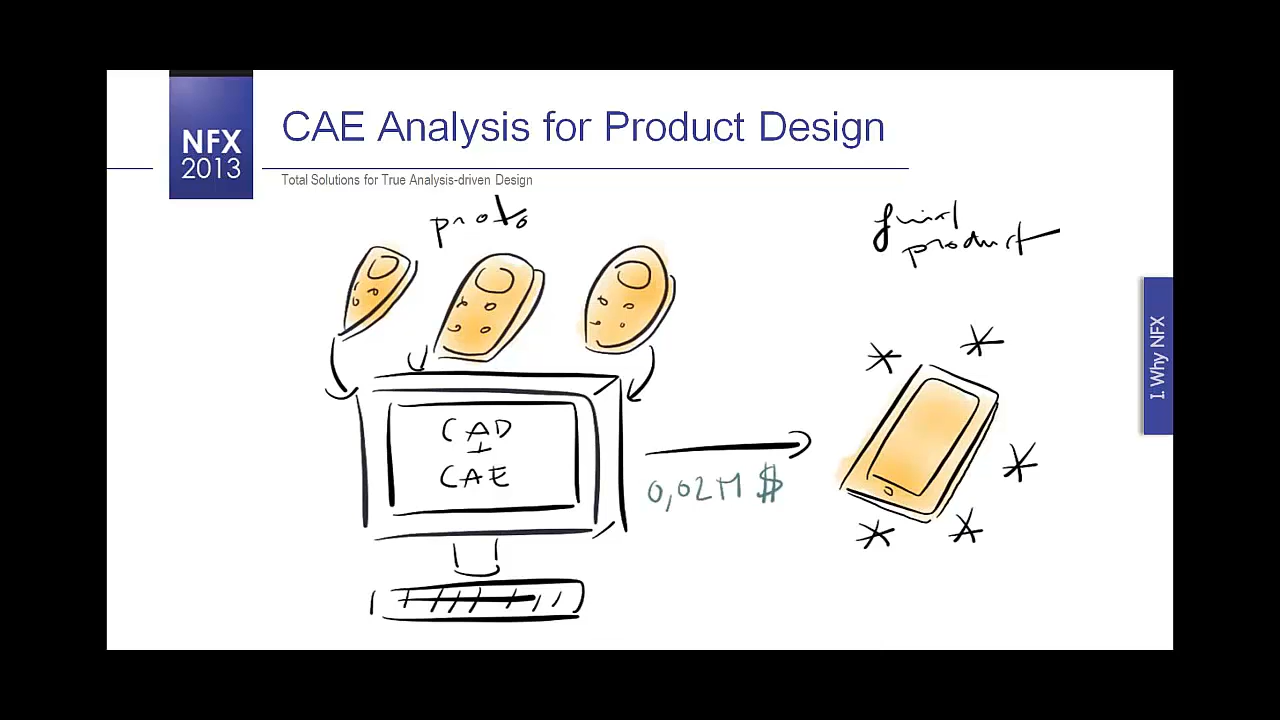 NFX
2013
CAE Analysis for Product Design
Total Solutions for True Analysis-driven Design
proto
final
product
I. Why NFX
CAD
+
CAE
0,02M $